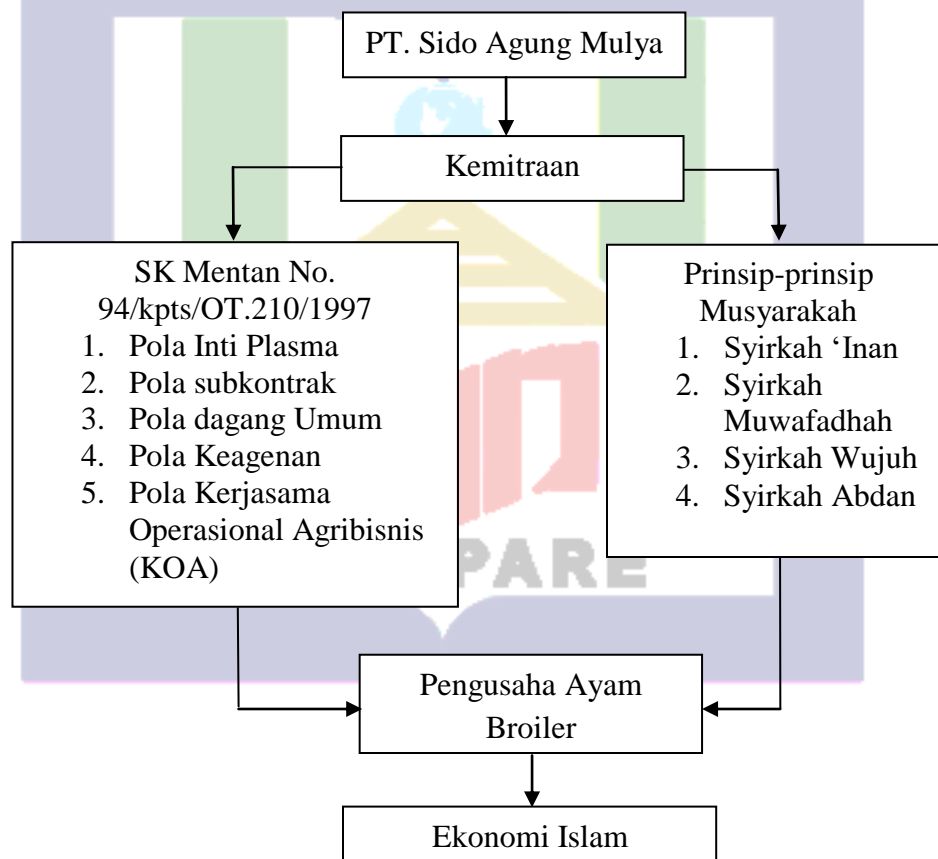 PT. Sido Agung Mulya
Kemitraan
SK Mentan No.
94/kpts/OT.210/1997
1. Pola Inti Plasma
2. Pola subkontrak
3. Pola dagang Umum
4. Pola Keagenan
5. Pola Kerjasama
Operasional Agribisnis
(KOA)
Prinsip-prinsip
Musyarakah
1. Syirkah ‘Inan
2. Syirkah
Muwafadhah
3. Syirkah Wujuh
4. Syirkah Abdan
PARE
Pengusaha Ayam
Broiler
Ekonomi Islam